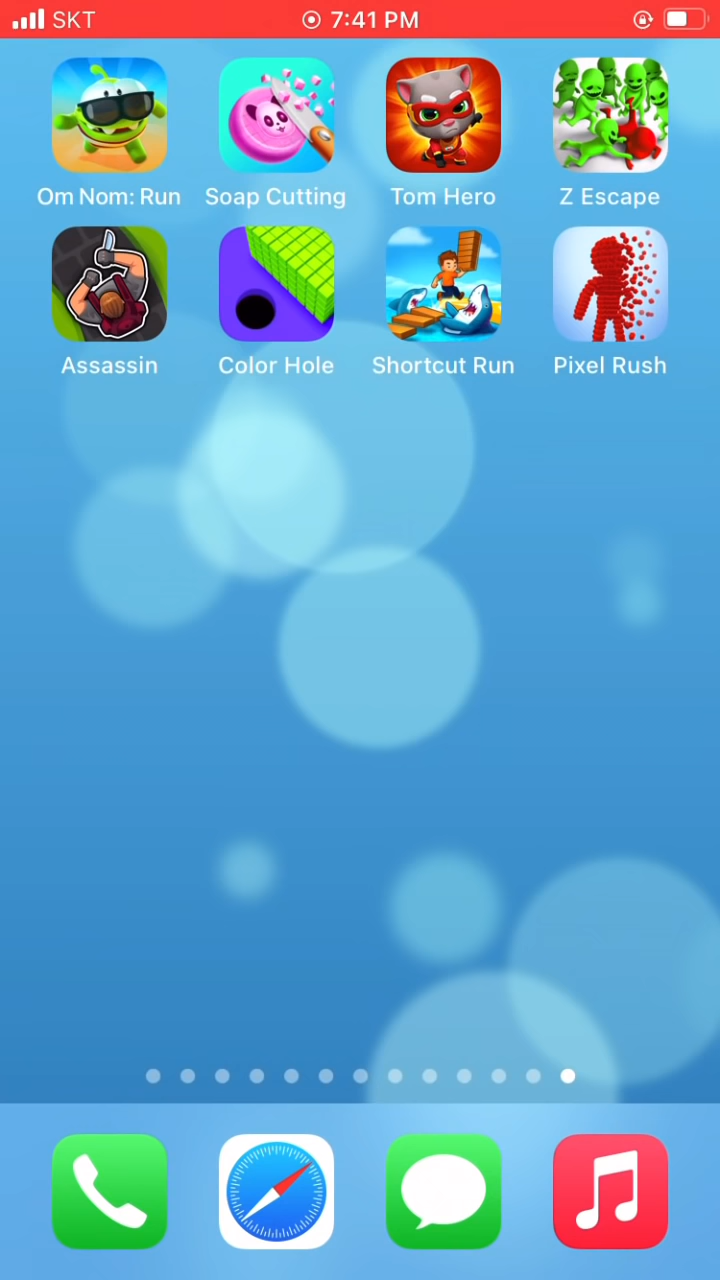 SKT 7:41 PM
Om Nom: Run Soap Cutting Tom Hero Z Escape
Assassin Color Hole Shortcut Run Pixel Rush